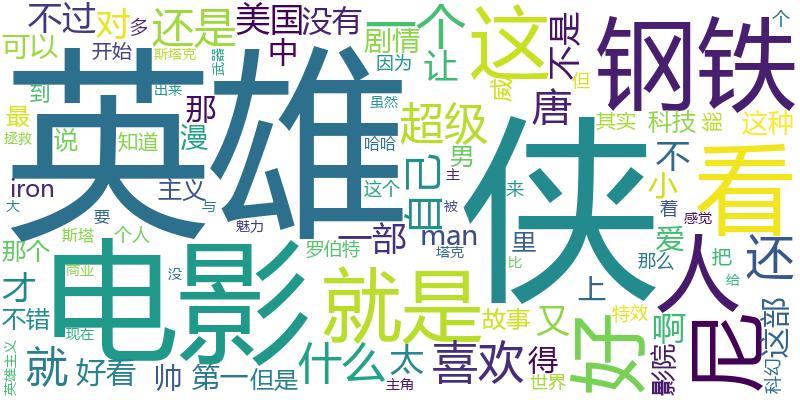 不过
对
多
还是
美国
没有
一个
这
不是
钢铁
个
可以
开始
斯塔克
中
剧情
因为
让
威
但
到
出来
那
虽然
超级
唐
其实
科技
这种
最
说
知道
漫
哈哈
英雄
侠
看
拯救
iron
主义
这个
自己
男
主
来
不
小
着
感觉
大
要
与
魅力
被
那个
斯塔
个人
罗伯特
一部
man
塔克
里
爱
那么
把
还
商业
没
比
上
人
给
才
电影
就是
故事
又
好
特效
啊
尼
这部
不错
现在
影院
科幻
英雄主义
就
好看
帅
第一
但是
什么
太
主角
喜欢
得
世界